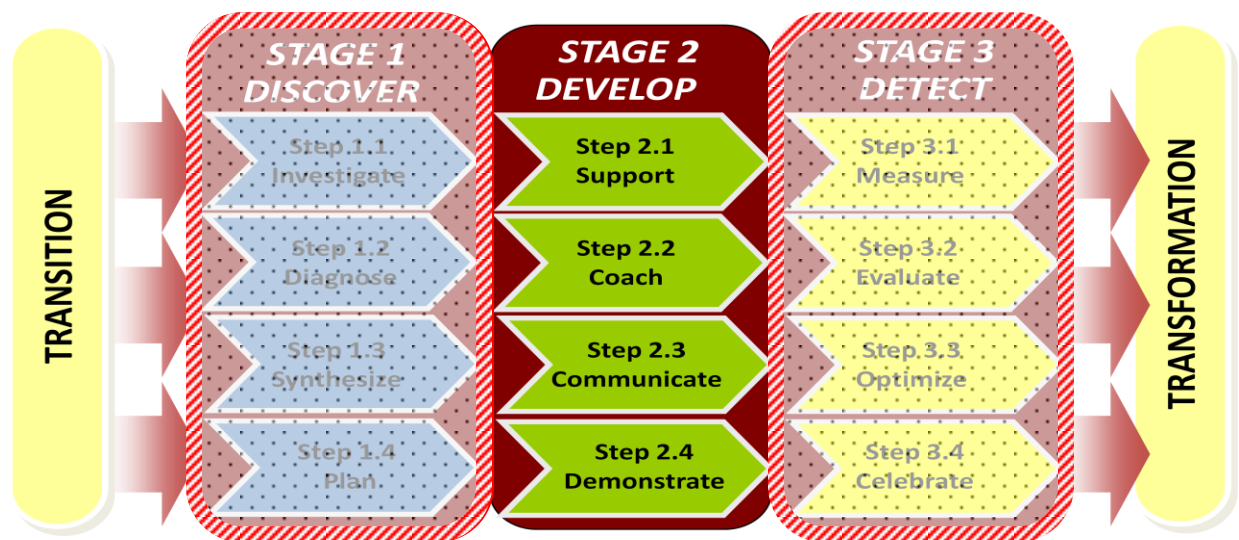 TRANSITION
STAGE 1
DISCOVER
Step 1.1
Investigate
Step 1.2
Diagnose
Step 1.3
Synthesize
Step 1.4
Plan
STAGE 2
DEVELOP
Step 2.1
Support
Step 2.2
Coach
Step 2.3
Communicate
Step 2.4
Demonstrate
STAGE 3
DETECT
Step 3.1
Measure
Step 3.2
Evaluate
Step 3.3
Optimize
Step 3.4
Celebrate
TRANSFORMATION